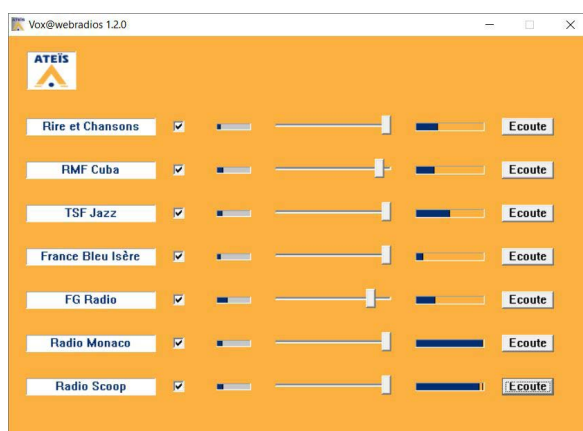 Vox@webradios 1.2.0
ATEÏS
Rire et Chansons Ecoute
RMF Cuba Ecoute
TSF Jazz Ecoute
France Bleu Isère Ecoute
FG Radio Ecoute
Radio Monaco Ecoute
Radio Scoop Ecoute